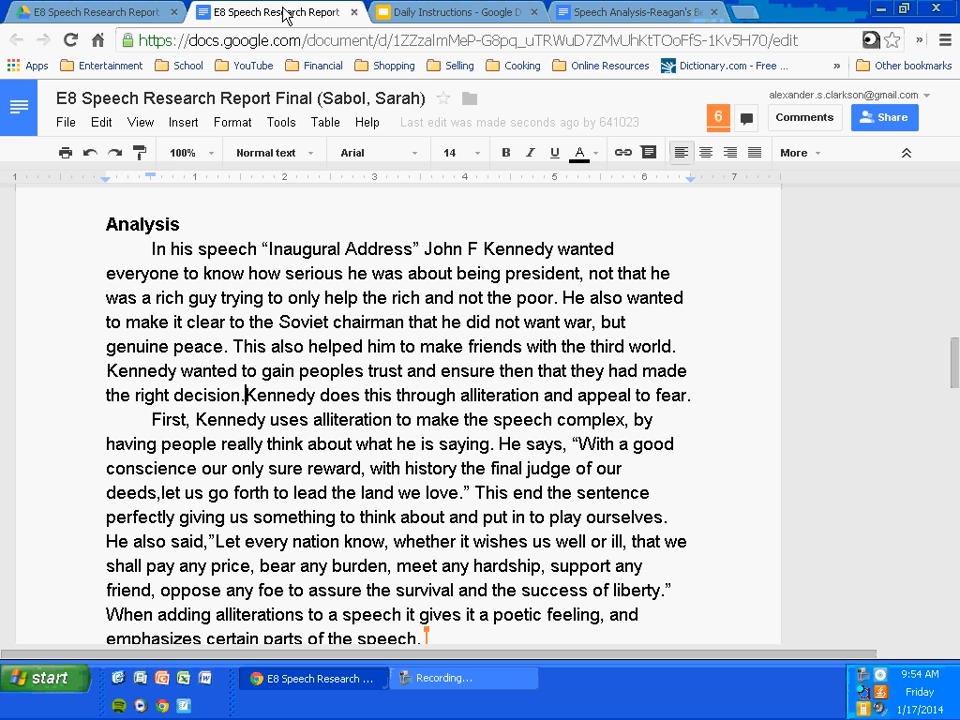 E8 Speech Research Report
E8 Speech Research Report
Daily Instructions - Google D
Speech Analysis-Reagan's B
https://docs.google.com/document/d/1ZZzaImMeP-G8pq_uTRWuD7ZMvUhKtTOoFfS-1Kv5H70/edit
Apps Entertainment School YouTube Financial Shopping Selling Cooking Online Resources Dictionary.com - Free ... » Other bookmarks
E8 Speech Research Report Final (Sabol, Sarah)
alexander.s.clarkson@gmail.com
File Edit View Insert Format Tools Table Help Last edit was made seconds ago by 641023
6 Comments Share
100% Normal text Arial 14 B I U A More
1 1 2 3 4 5 6 7
Analysis
In his speech “Inaugural Address” John F Kennedy wanted
everyone to know how serious he was about being president, not that he
was a rich guy trying to only help the rich and not the poor. He also wanted
to make it clear to the Soviet chairman that he did not want war, but
genuine peace. This also helped him to make friends with the third world.
Kennedy wanted to gain peoples trust and ensure then that they had made
the right decision.Kennedy does this through alliteration and appeal to fear.
First, Kennedy uses alliteration to make the speech complex, by
having people really think about what he is saying. He says, “With a good
conscience our only sure reward, with history the final judge of our
deeds,let us go forth to lead the land we love.” This end the sentence
perfectly giving us something to think about and put in to play ourselves.
He also said,”Let every nation know, whether it wishes us well or ill, that we
shall pay any price, bear any burden, meet any hardship, support any
friend, oppose any foe to assure the survival and the success of liberty.”
When adding alliterations to a speech it gives it a poetic feeling, and
emphasizes certain parts of the speech.
start
E8 Speech Research ...
Recording...
9:54 AM
Friday
1/17/2014